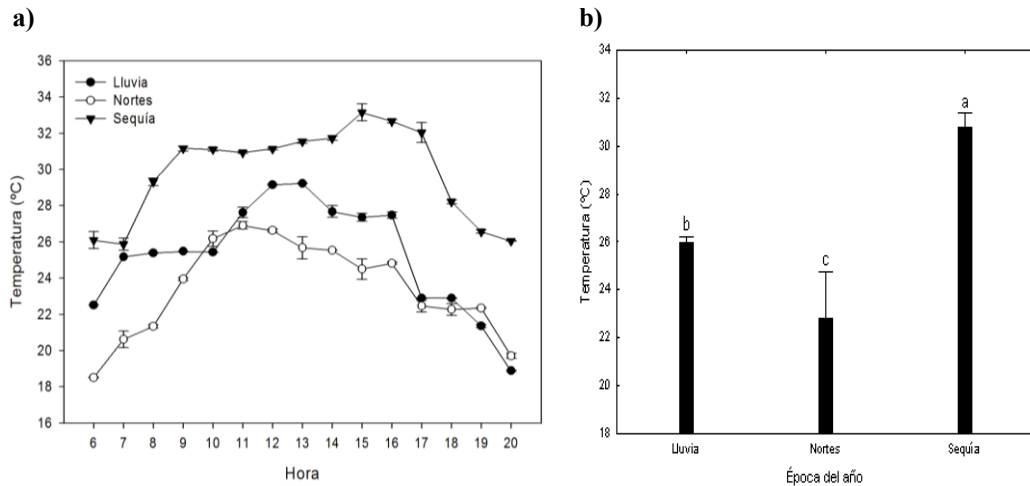 a)
Temperatura (ºC)
36
34
32
30
28
26
24
22
20
18
16
Lluvia
Nortes
Sequía
6 7 8 9 10 11 12 13 14 15 16 17 18 19 20
Hora
b)
Temperatura (ºC)
34
32
30
28
26
24
22
20
18
b
c
a
Lluvia Nortes Sequía
Época del año